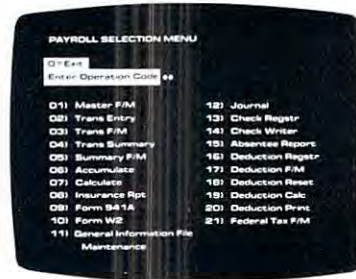 PAYROLL SELECTION MENU
0=Exit
Enter Operation Code
01) Master F/M
02) Trans Entry
03) Trans F/M
04) Trans Summary
05) Summary F/M
06) Accumulate
07) Calculate
08) Insurance Rpt
09) Form 941A
10) Form W2
11) General Information File
Maintenance
12) Journal
13) Check Regstr
14) Check Writer
15) Absentee Report
16) Deduction Regstr
17) Deduction F/M
18) Deduction Reset
19) Deduction Calc
20) Deduction Print
21) Federal Tax F/M